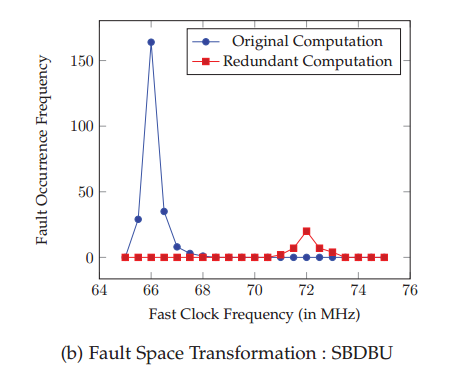 Original Computation
Redundant Computation
Fault Occurrence Frequency
150
100
50
0
64 66 68 70 72 74 76
Fast Clock Frequency (in MHz)
(b) Fault Space Transformation : SBDBU